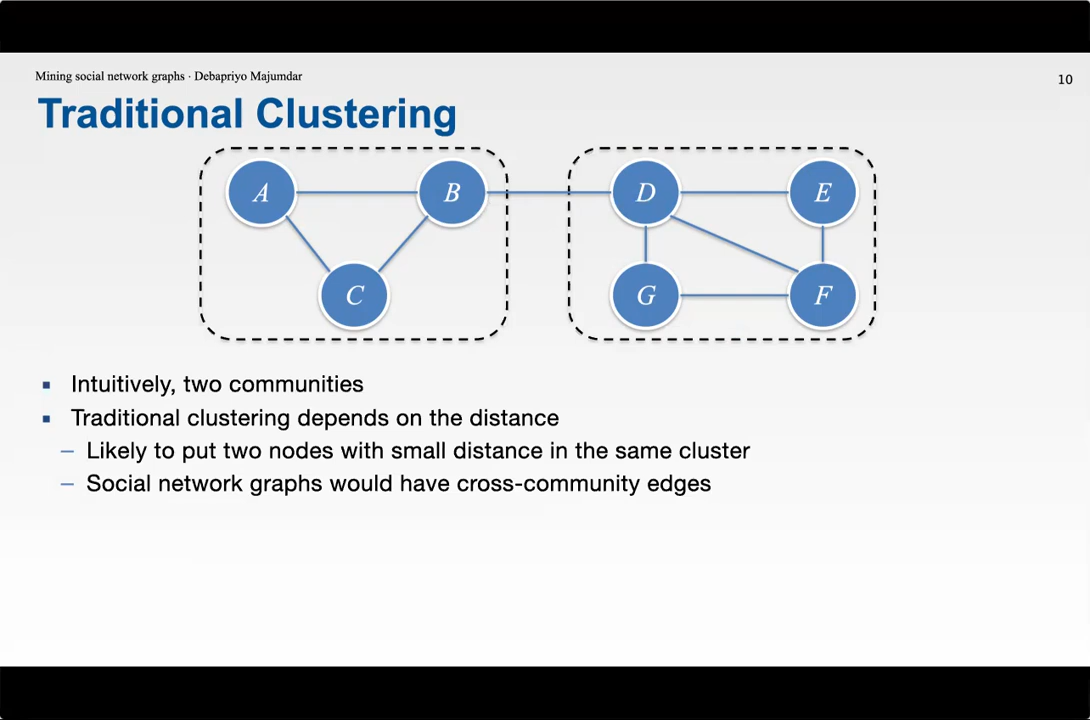 Mining social network graphs · Debapriyo Majumdar
10
Traditional Clustering
A B D E
C G F
▪ Intuitively, two communities
▪ Traditional clustering depends on the distance
– Likely to put two nodes with small distance in the same cluster
– Social network graphs would have cross-community edges